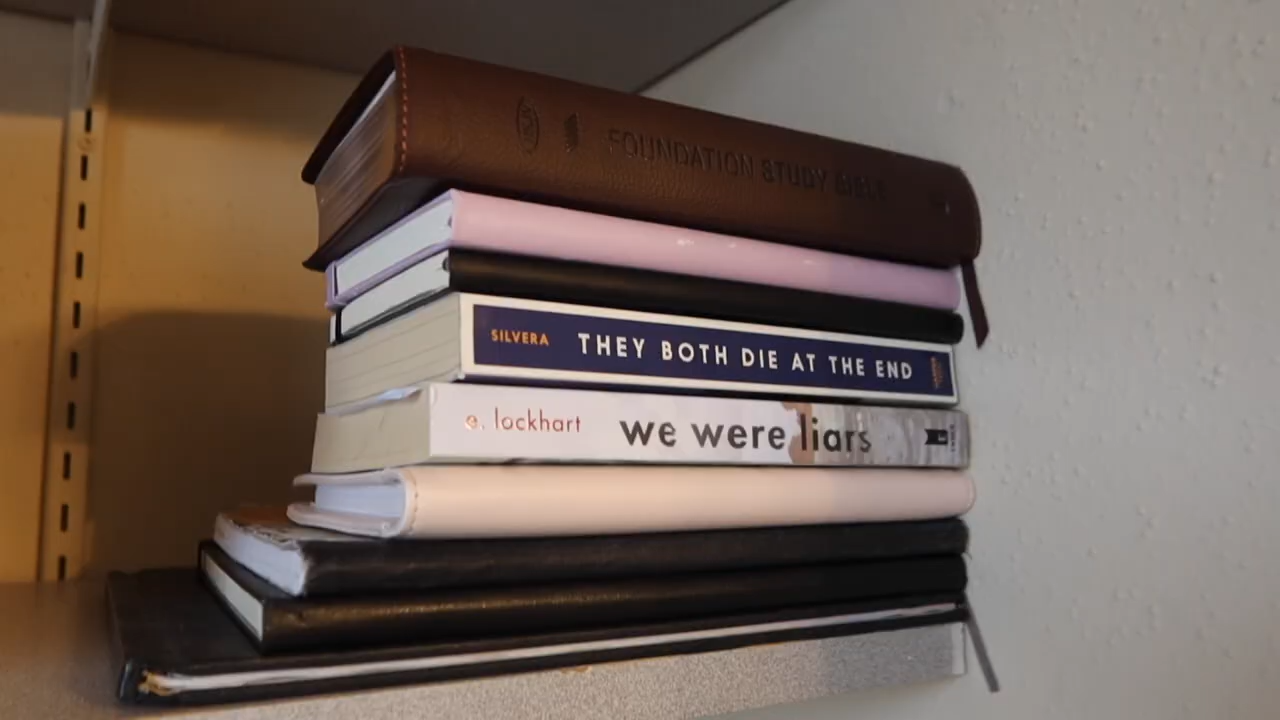 FOUNDATION STUDY BIBLE
SILVERA THEY BOTH DIE AT THE END
e. lockhart we were liars